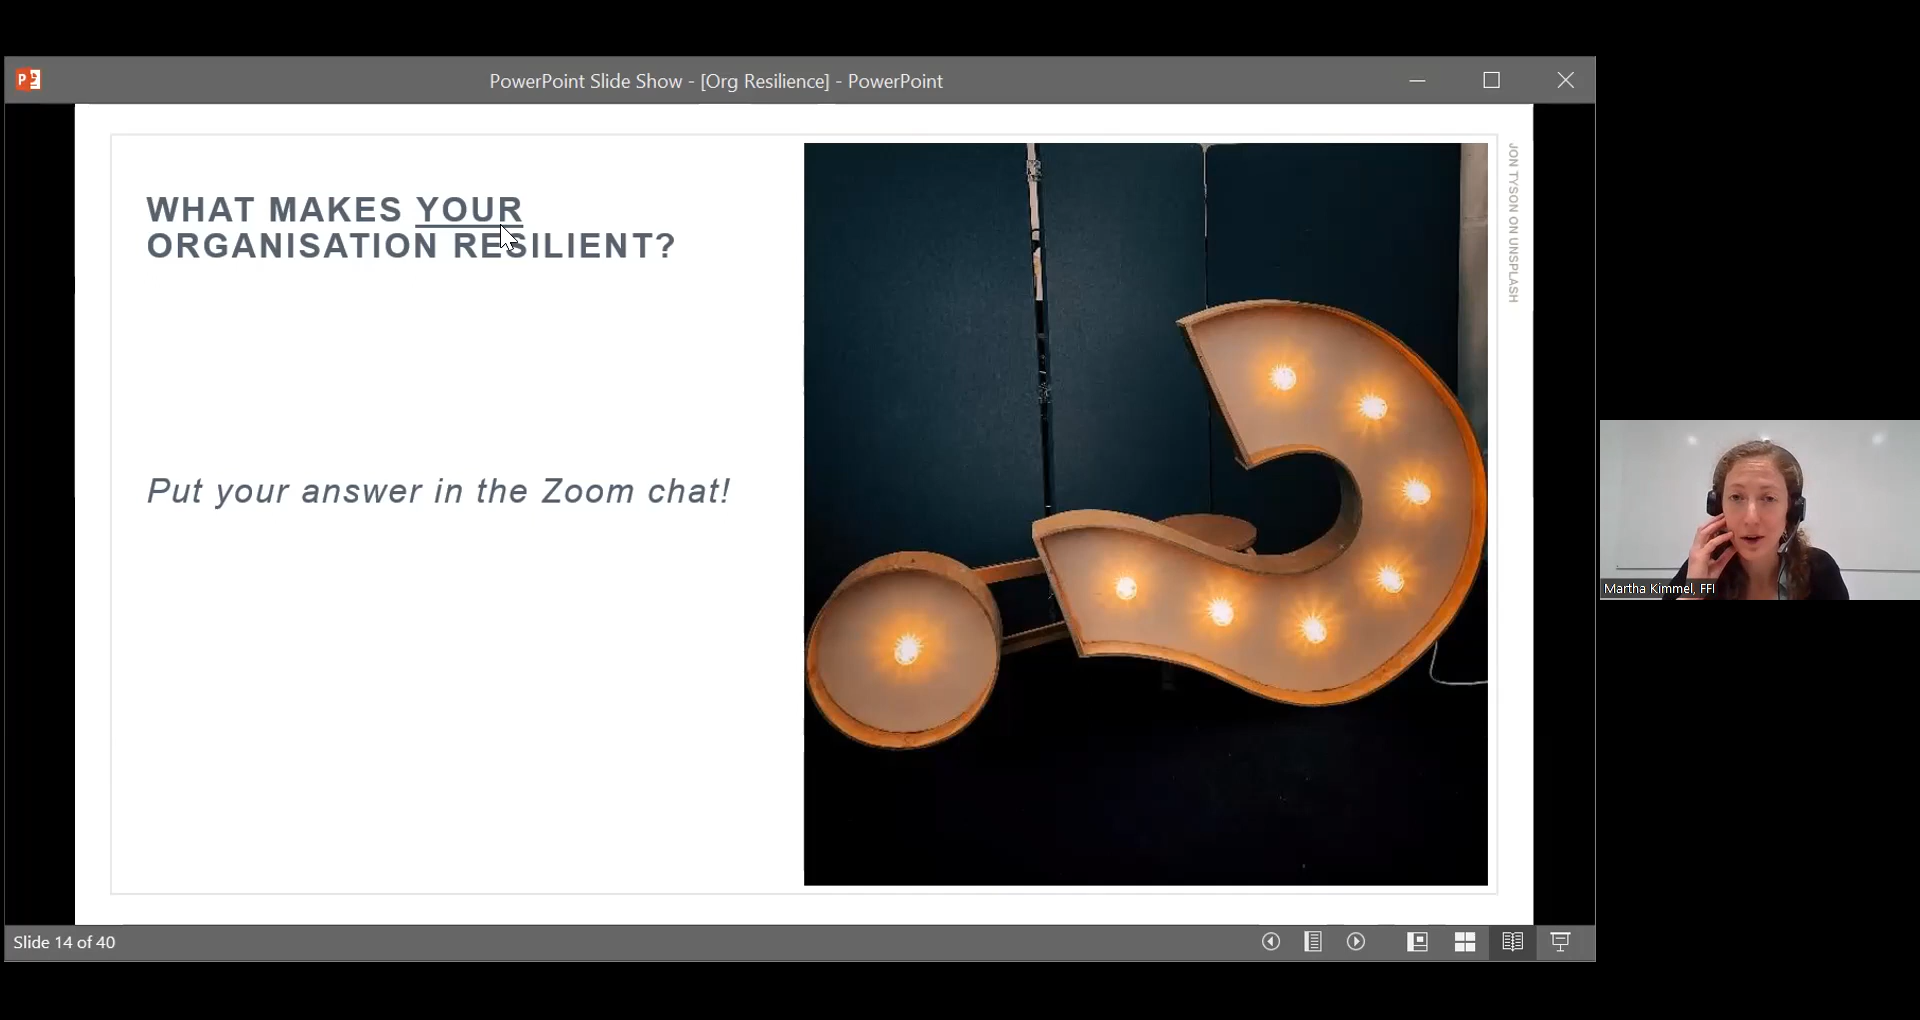 PowerPoint Slide Show - [Org Resilience] - PowerPoint
WHAT MAKES YOUR
ORGANISATION RESILIENT?
Put your answer in the Zoom chat!
JON TYSON ON UNSPLASH
Martha Kimmel, FFI
Slide 14 of 40